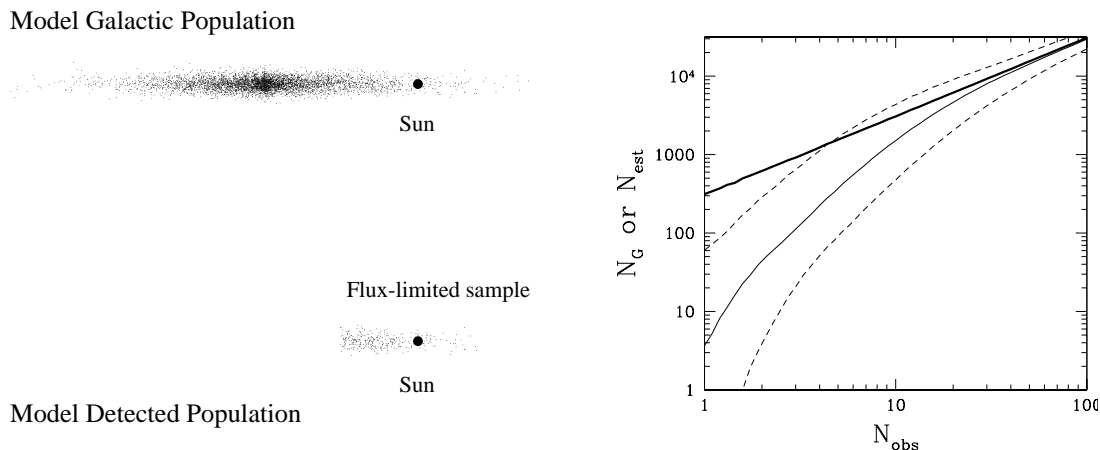 Model Galactic Population
Sun
Flux-limited sample
Sun
Model Detected Population
N_G or N_est
10⁴
1000
100
10
1
1
10
100
N_obs